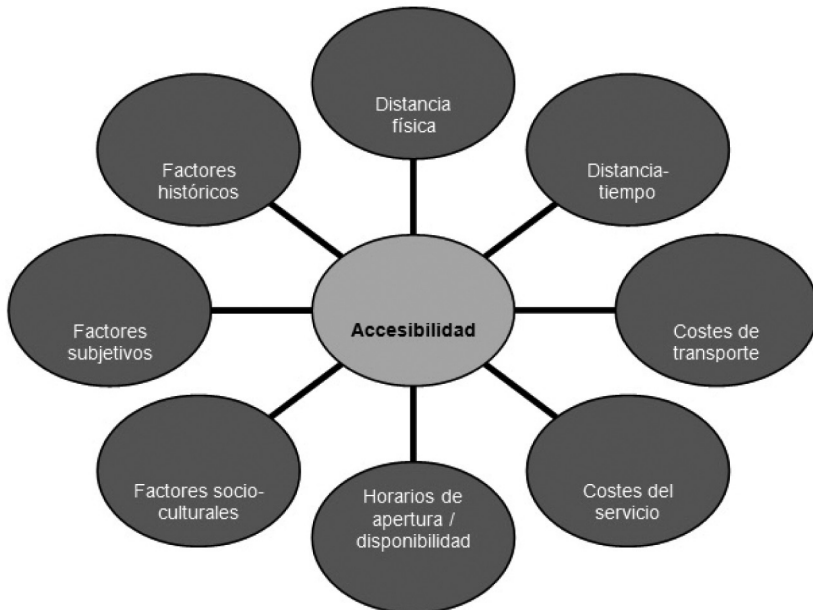 Distancia
física
Distancia-
tiempo
Costes de
transporte
Costes del
servicio
Horarios de
apertura /
disponibilidad
Factores socio-
culturales
Factores
subjetivos
Factores
históricos
Accesibilidad